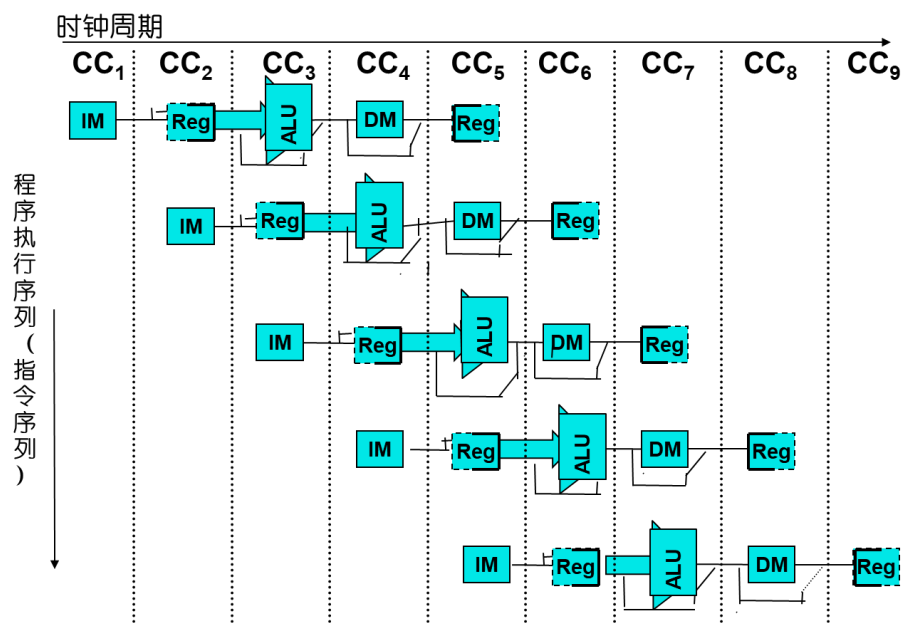 时钟周期
CC1 CC2 CC3 CC4 CC5 CC6 CC7 CC8 CC9
IM Reg ALU DM Reg
程序执行序列(指令序列)
IM Reg ALU DM Reg
IM Reg ALU DM Reg
IM Reg ALU DM Reg
IM Reg ALU DM Reg